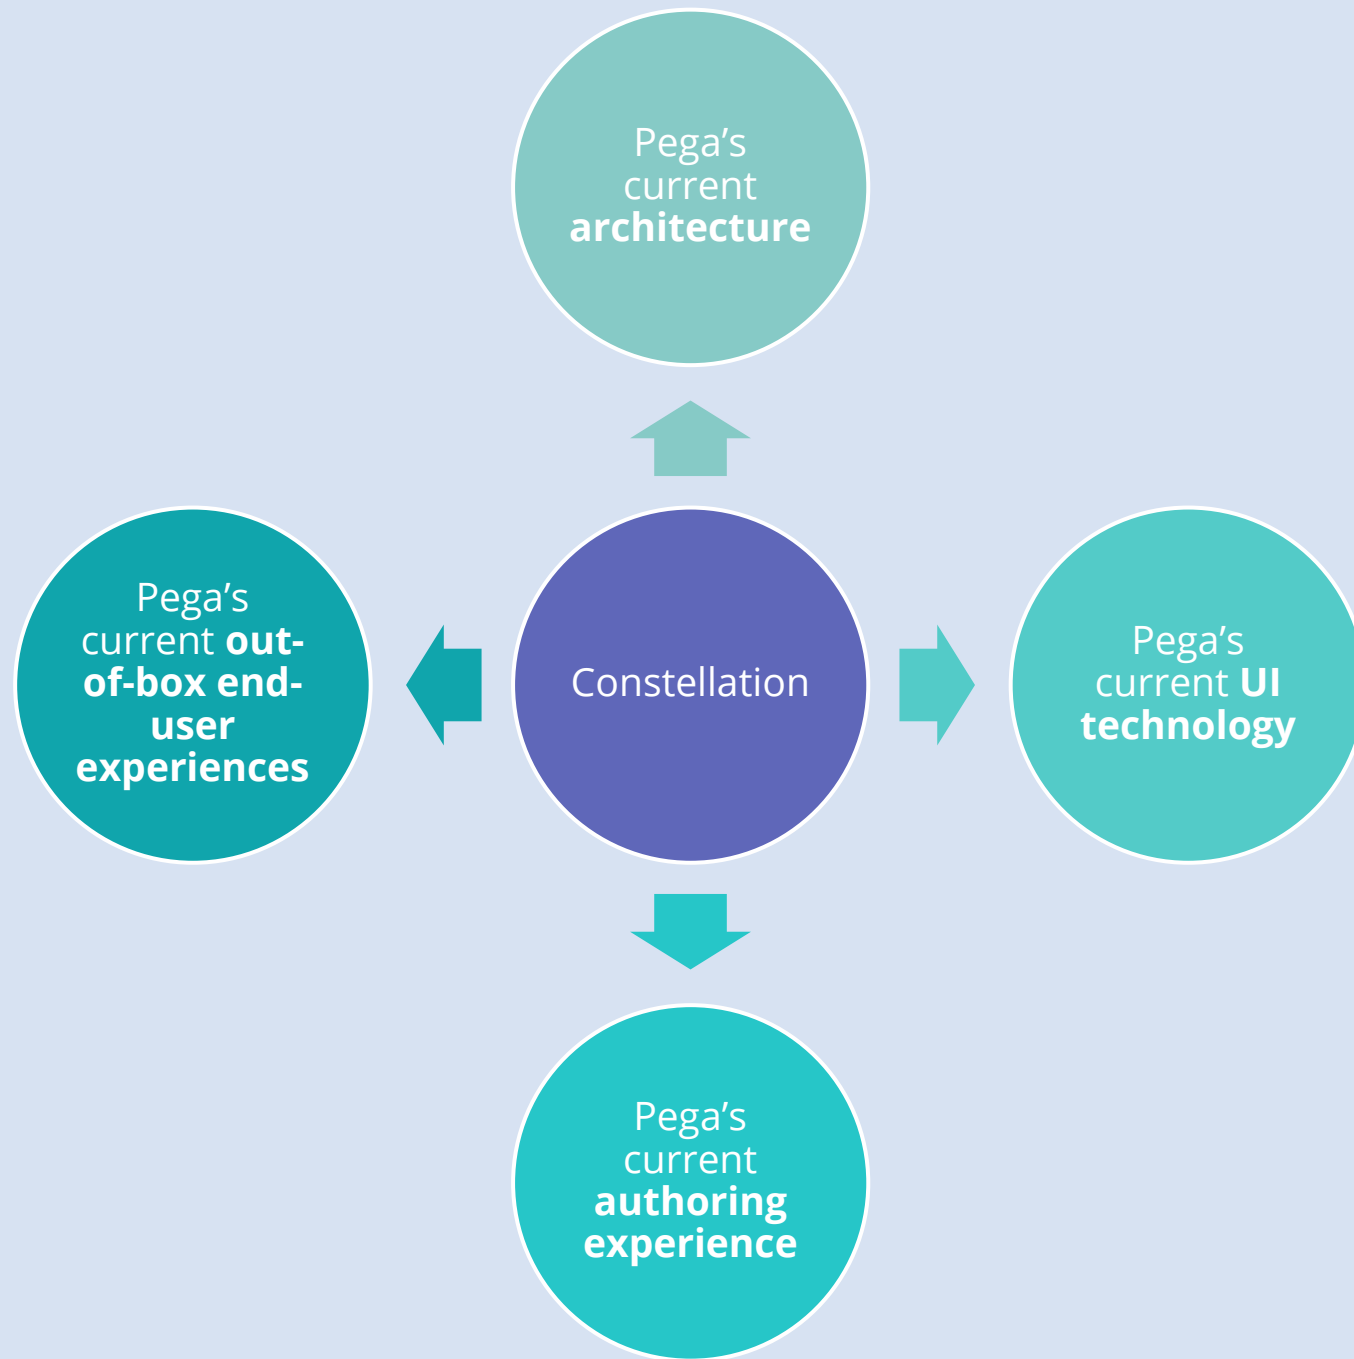 Pega’s
current
architecture
Pega’s
current out-
of-box end-
user
experiences
Constellation
Pega’s
current UI
technology
Pega’s
current
authoring
experience